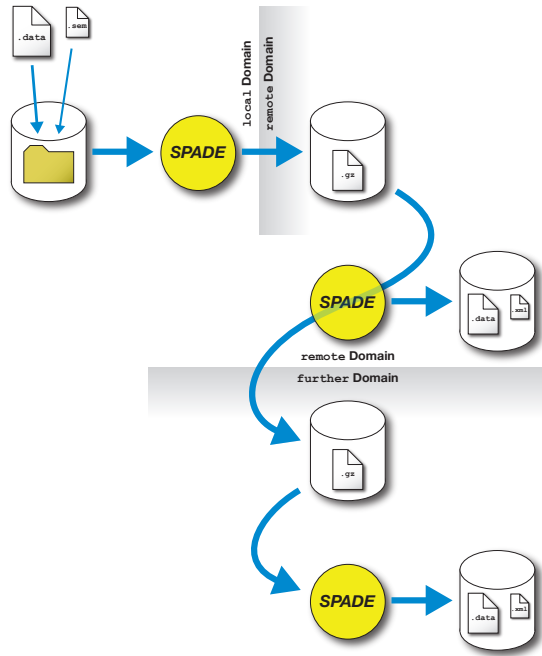 .data
.sem
SPADE
local Domain
remote Domain
.gz
SPADE
.data
.xml
remote Domain
further Domain
.gz
SPADE
.data
.xml